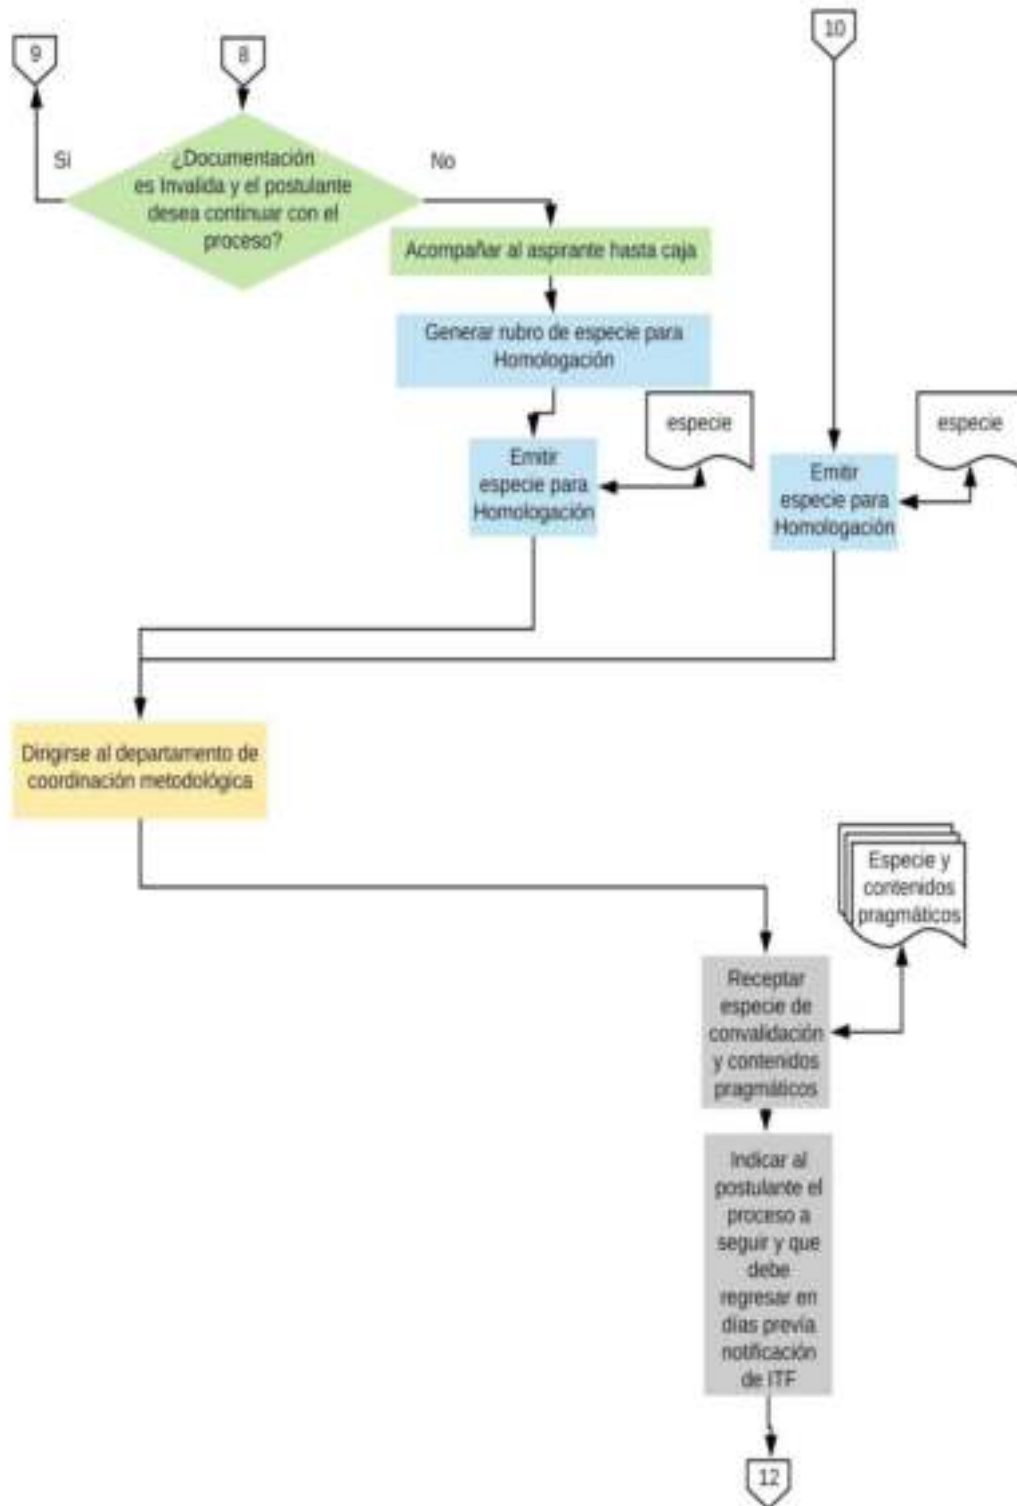 9
8
10
Si
No
¿Documentación
es Invalida y el postulante
desea continuar con el
proceso?
Acompañar al aspirante hasta caja
Generar rubro de especie para
Homologación
especie
especie
Emitir
especie para
Homologación
Emitir
especie para
Homologación
Dirigirse al departamento de
coordinación metodológica
Especie y
contenidos
pragmáticos
Receptar
especie de
convalidación
y contenidos
pragmáticos
Indicar al
postulante el
proceso a
seguir y que
debe
regresar en
días previa
notificación
de ITF
12